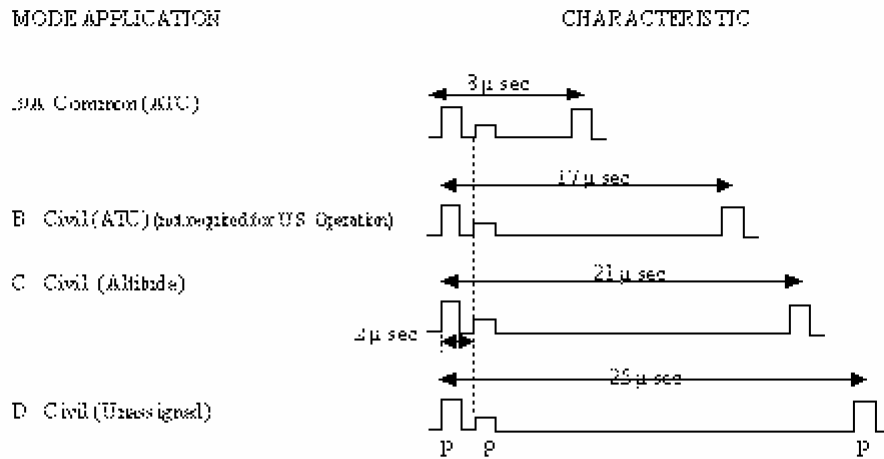 MODE APPLICATION CHARACTERISTIC
8 μ sec
3/A Common (ATC)
17 μ sec
B Civil (ATC) (not required for US Operation)
21 μ sec
C Civil (Altitude)
2 μ sec
25 μ sec
D Civil (Unassigned)
P P P